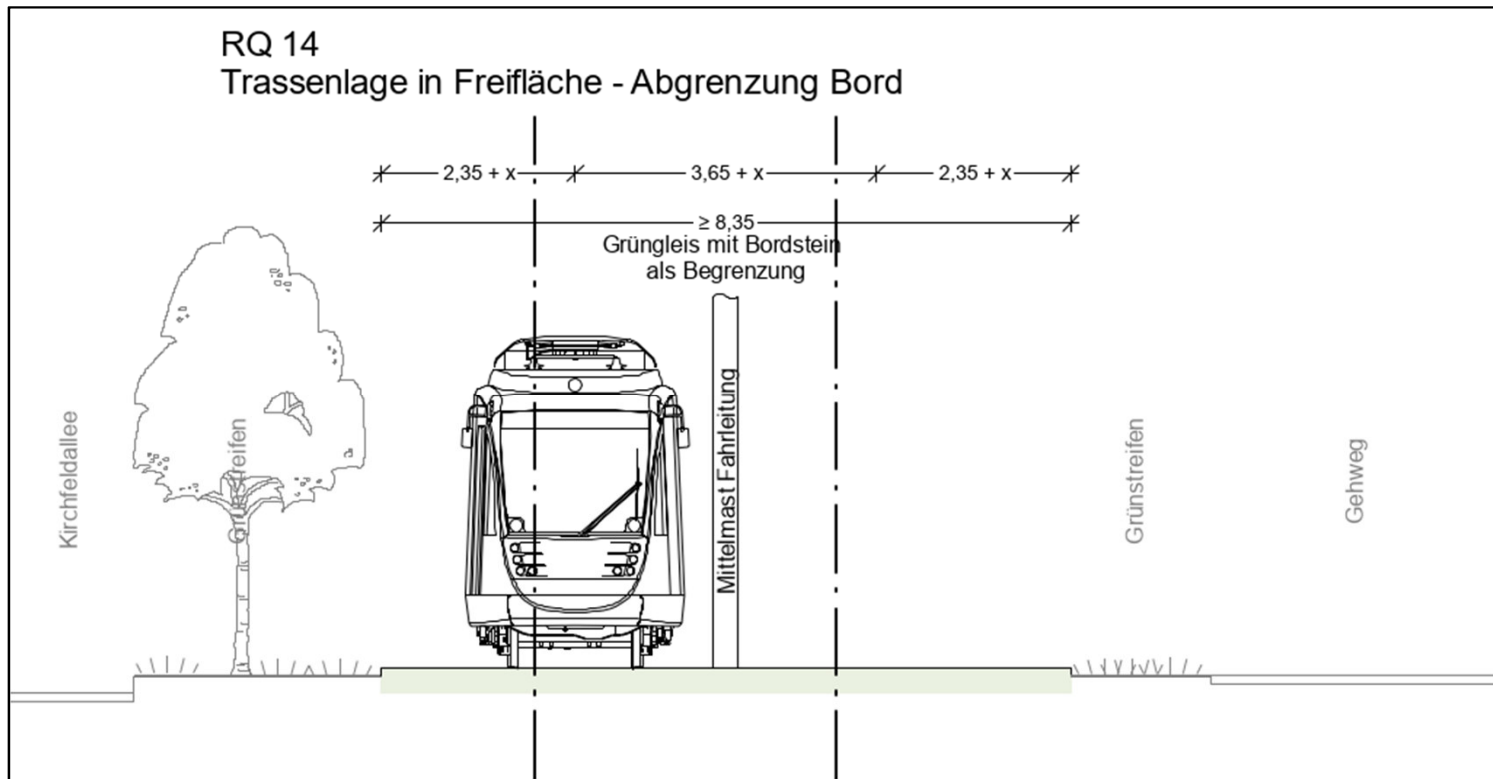 RQ 14
Trassenlage in Freifläche - Abgrenzung Bord
2,35 + x
3,65 + x
2,35 + x
≥ 8,35
Grüngleis mit Bordstein
als Begrenzung
Kirchfeldallee
Grünstreifen
Mittelmast Fahrleitung
Grünstreifen
Gehweg